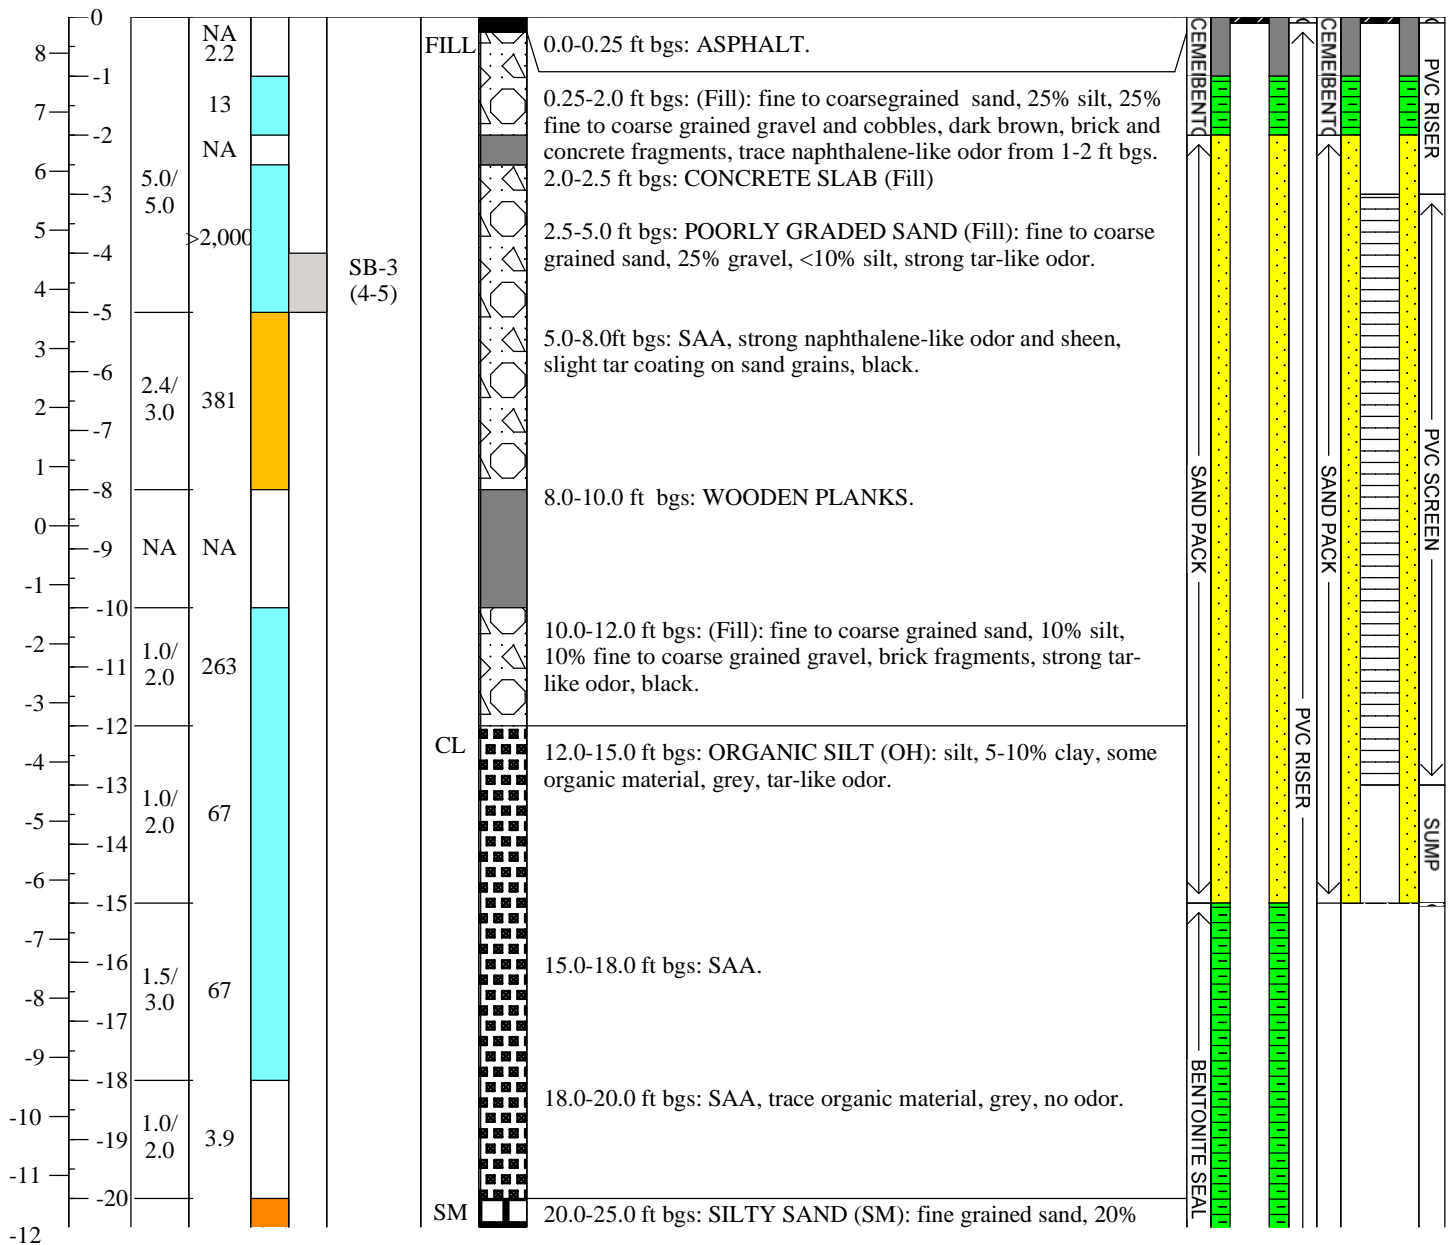 0
8
-1
7
-2
6
-3
5
-4
4
-5
3
-6
2
-7
1
-8
0
-9
-1
-10
-2
-11
-3
-12
-4
-13
-5
-14
-6
-15
-7
-16
-8
-17
-9
-18
-10
-19
-11
-20
-12
5.0/
5.0
2.4/
3.0
NA
1.0/
2.0
1.0/
2.0
1.5/
3.0
1.0/
2.0
NA
2.2
13
NA
>2,000
381
NA
263
67
67
3.9
SB-3
(4-5)
FILL
CL
SM
0.0-0.25 ft bgs: ASPHALT.
0.25-2.0 ft bgs: (Fill): fine to coarsegrained sand, 25% silt, 25%
fine to coarse grained gravel and cobbles, dark brown, brick and
concrete fragments, trace naphthalene-like odor from 1-2 ft bgs.
2.0-2.5 ft bgs: CONCRETE SLAB (Fill)
2.5-5.0 ft bgs: POORLY GRADED SAND (Fill): fine to coarse
grained sand, 25% gravel, <10% silt, strong tar-like odor.
5.0-8.0ft bgs: SAA, strong naphthalene-like odor and sheen,
slight tar coating on sand grains, black.
8.0-10.0 ft bgs: WOODEN PLANKS.
10.0-12.0 ft bgs: (Fill): fine to coarse grained sand, 10% silt,
10% fine to coarse grained gravel, brick fragments, strong tar-
like odor, black.
12.0-15.0 ft bgs: ORGANIC SILT (OH): silt, 5-10% clay, some
organic material, grey, tar-like odor.
15.0-18.0 ft bgs: SAA.
18.0-20.0 ft bgs: SAA, trace organic material, grey, no odor.
20.0-25.0 ft bgs: SILTY SAND (SM): fine grained sand, 20%
SAND PACK
BENTONITE SEAL
PVC RISER
SAND PACK
PVC RISER
PVC SCREEN
SUMP